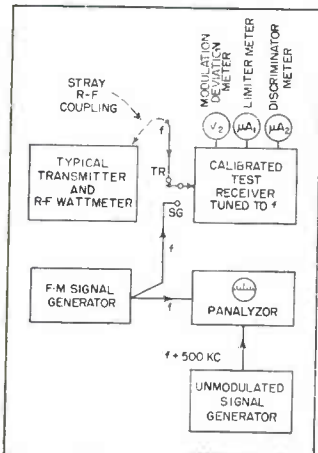 MODULATION
DEVIATION
METER
LIMITER METER
DISCRIMINATOR
METER
STRAY
R-F
COUPLING
f
V2
μA1
μA2
TYPICAL
TRANSMITTER
AND
R-F WATTMETER
TR
CALIBRATED
TEST
RECEIVER
TUNED TO f
SG
f
F-M SIGNAL
GENERATOR
f
PANALYZOR
f + 500 KC
UNMODULATED
SIGNAL
GENERATOR